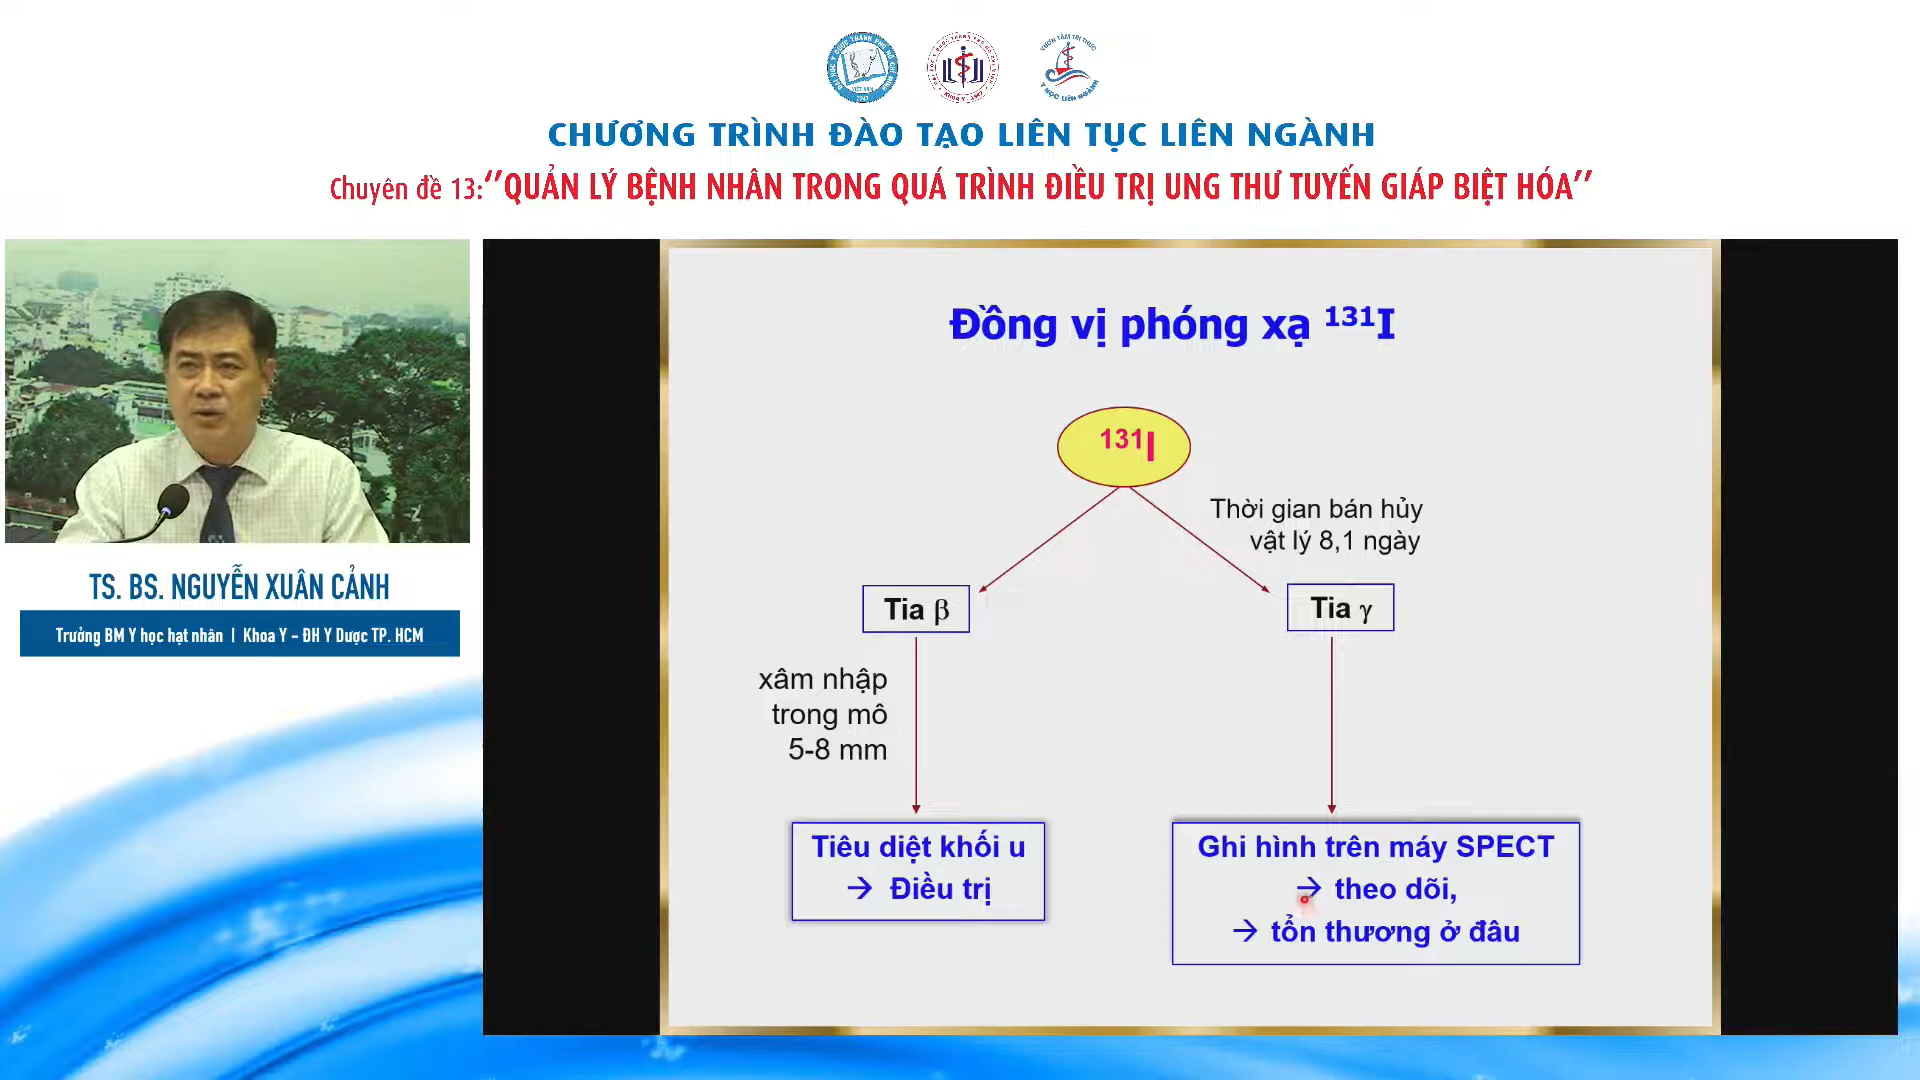 CHƯƠNG TRÌNH ĐÀO TẠO LIÊN TỤC LIÊN NGÀNH
Chuyên đề 13:‘‘QUẢN LÝ BỆNH NHÂN TRONG QUÁ TRÌNH ĐIỀU TRỊ UNG THƯ TUYẾN GIÁP BIỆT HÓA’’
TS. BS. NGUYỄN XUÂN CẢNH
Trưởng BM Y học hạt nhân | Khoa Y – ĐH Y Dược TP. HCM
Đồng vị phóng xạ ¹³¹I
¹³¹I
Thời gian bán hủy
vật lý 8,1 ngày
Tia β
Tia γ
xâm nhập
trong mô
5-8 mm
Tiêu diệt khối u
→ Điều trị
Ghi hình trên máy SPECT
→ theo dõi,
→ tổn thương ở đâu